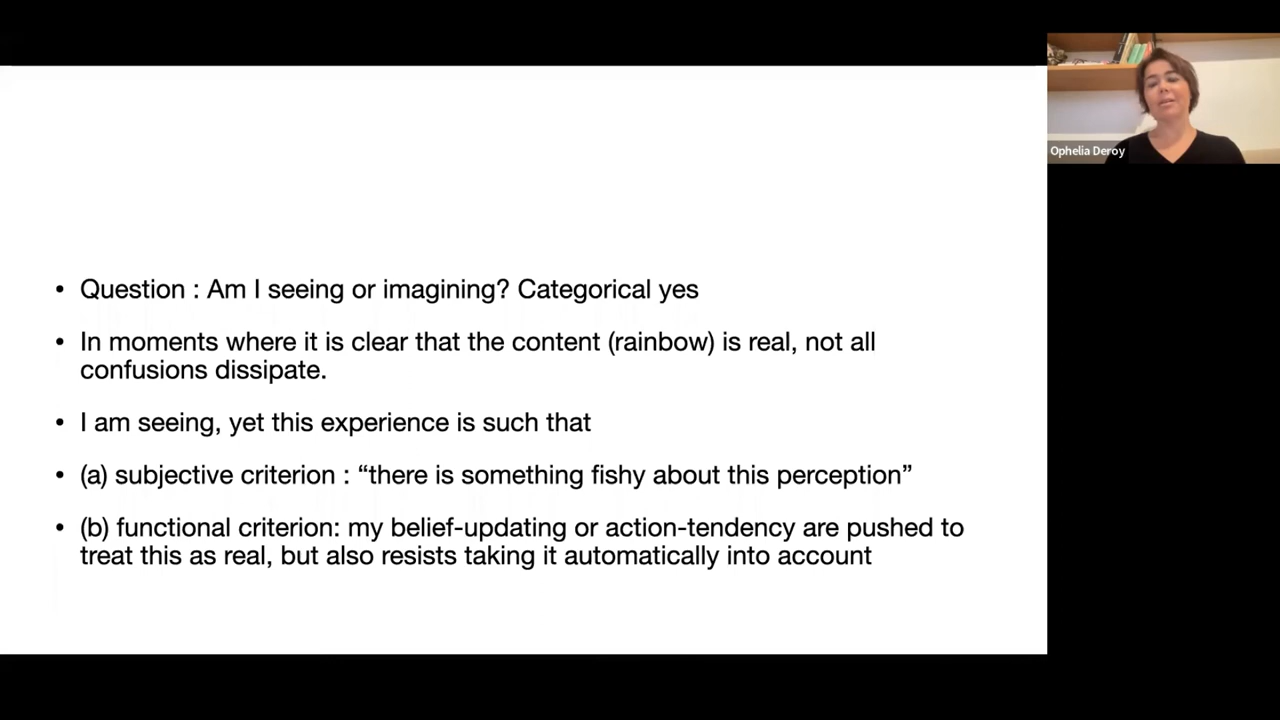 Ophelia Deroy
• Question : Am I seeing or imagining? Categorical yes
• In moments where it is clear that the content (rainbow) is real, not all
confusions dissipate.
• I am seeing, yet this experience is such that
• (a) subjective criterion : “there is something fishy about this perception”
• (b) functional criterion: my belief-updating or action-tendency are pushed to
treat this as real, but also resists taking it automatically into account